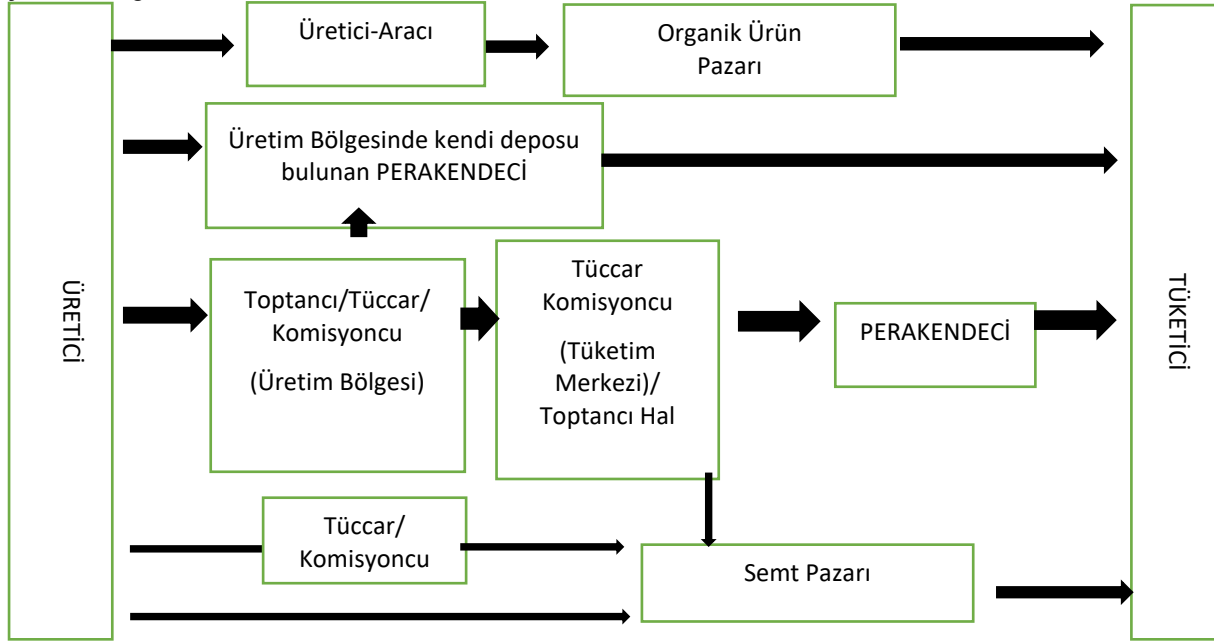 ÜRETİCİ
Üretici-Aracı
Organik Ürün
Pazarı
Üretim Bölgesinde kendi deposu
bulunan PERAKENDECİ
Toptancı/Tüccar/
Komisyoncu
(Üretim Bölgesi)
Tüccar
Komisyoncu
(Tüketim
Merkezi)/
Toptancı Hal
PERAKENDECİ
Tüccar/
Komisyoncu
Semt Pazarı
TÜKETİCİ